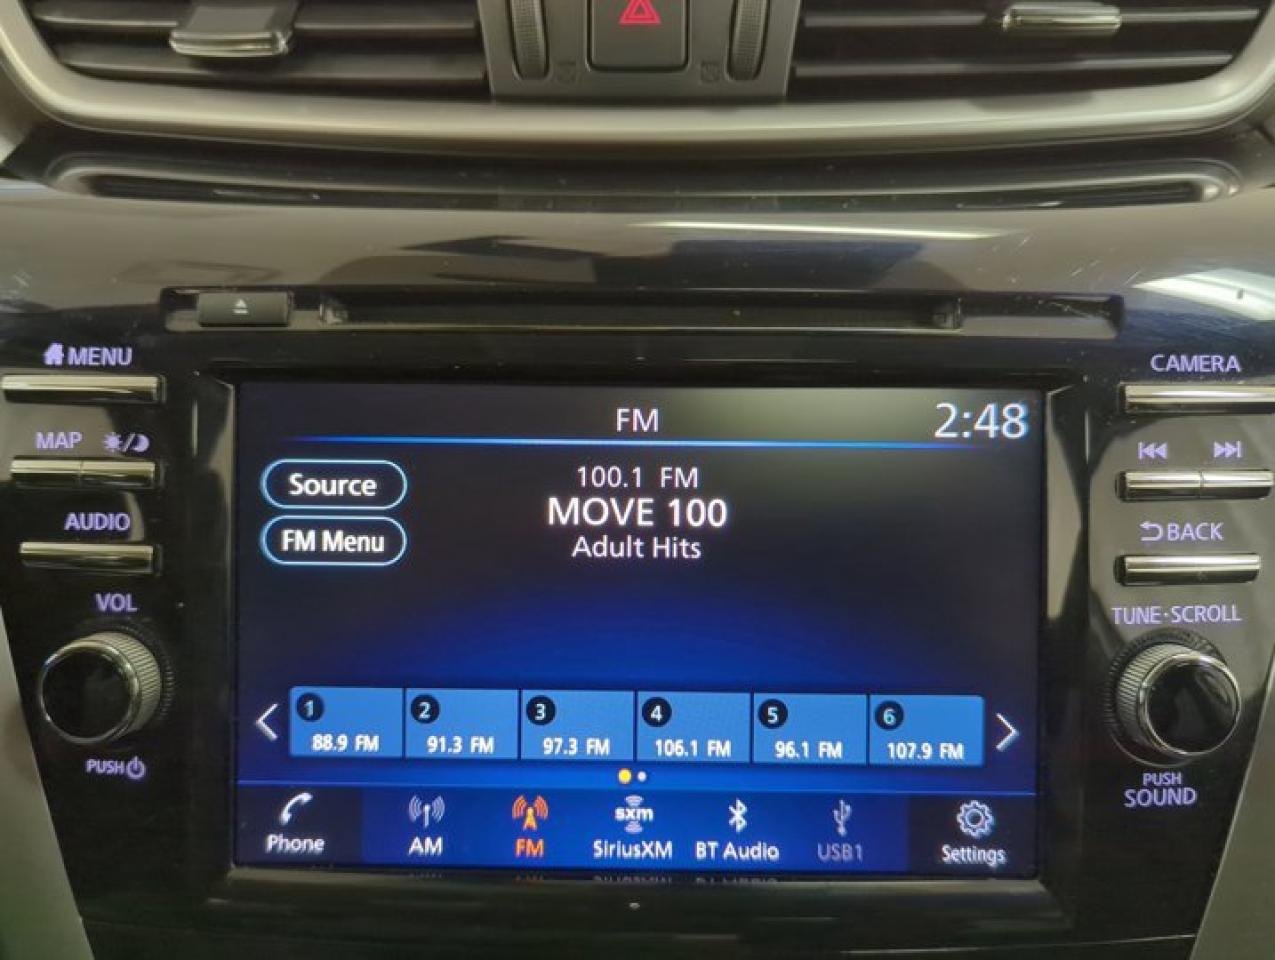 MENU
CAMERA
FM
2:48
MAP
100.1 FM
Source
MOVE 100
AUDIO
FM Menu
Adult Hits
BACK
VOL
TUNE·SCROLL
1
2
3
4
5
6
88.9 FM
91.3 FM
97.3 FM
106.1 FM
96.1 FM
107.9 FM
PUSH
PUSH
SOUND
sxm
Phone
AM
FM
SiriusXM
BT Audio
USB1
Settings